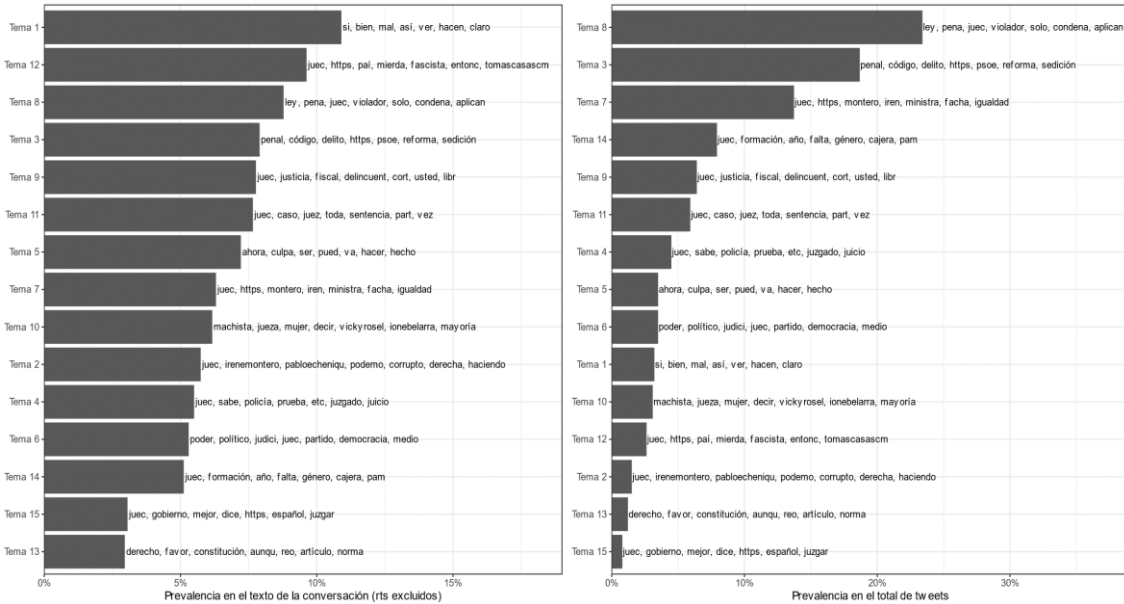 Tema 1 si, bien, mal, así, ver, hacen, claro
Tema 12 juec, https, paí, mierda, fascista, entonc, tomascasascm
Tema 8 ley, pena, juec, violador, solo, condena, aplican
Tema 3 penal, código, delito, https, psoe, reforma, sedición
Tema 9 juec, justicia, fiscal, delincuent, cort, usted, libr
Tema 11 juec, caso, juez, toda, sentencia, part, vez
Tema 5 ahora, culpa, ser, pued, va, hacer, hecho
Tema 7 juec, https, montero, iren, ministra, facha, igualdad
Tema 10 machista, jueza, mujer, decir, vickyrosel, ionebelarra, mayoría
Tema 2 juec, irenemontero, pabloecheniqu, podemo, corrupto, derecha, haciendo
Tema 4 juec, sabe, policía, prueba, etc, juzgado, juicio
Tema 6 poder, político, judici, juec, partido, democracia, medio
Tema 14 juec, formación, año, falta, género, cajera, pam
Tema 15 juec, gobierno, mejor, dice, https, español, juzgar
Tema 13 derecho, favor, constitución, aunqu, reo, artículo, norma
0% 5% 10% 15%
Prevalencia en el texto de la conversación (rts excluidos)
Tema 8 ley, pena, juec, violador, solo, condena, aplican
Tema 3 penal, código, delito, https, psoe, reforma, sedición
Tema 7 juec, https, montero, iren, ministra, facha, igualdad
Tema 14 juec, formación, año, falta, género, cajera, pam
Tema 9 juec, justicia, fiscal, delincuent, cort, usted, libr
Tema 11 juec, caso, juez, toda, sentencia, part, vez
Tema 4 juec, sabe, policía, prueba, etc, juzgado, juicio
Tema 5 ahora, culpa, ser, pued, va, hacer, hecho
Tema 6 poder, político, judici, juec, partido, democracia, medio
Tema 1 si, bien, mal, así, ver, hacen, claro
Tema 10 machista, jueza, mujer, decir, vickyrosel, ionebelarra, mayoría
Tema 12 juec, https, paí, mierda, fascista, entonc, tomascasascm
Tema 2 juec, irenemontero, pabloecheniqu, podemo, corrupto, derecha, haciendo
Tema 13 derecho, favor, constitución, aunqu, reo, artículo, norma
Tema 15 juec, gobierno, mejor, dice, https, español, juzgar
0% 10% 20% 30%
Prevalencia en el total de tweets